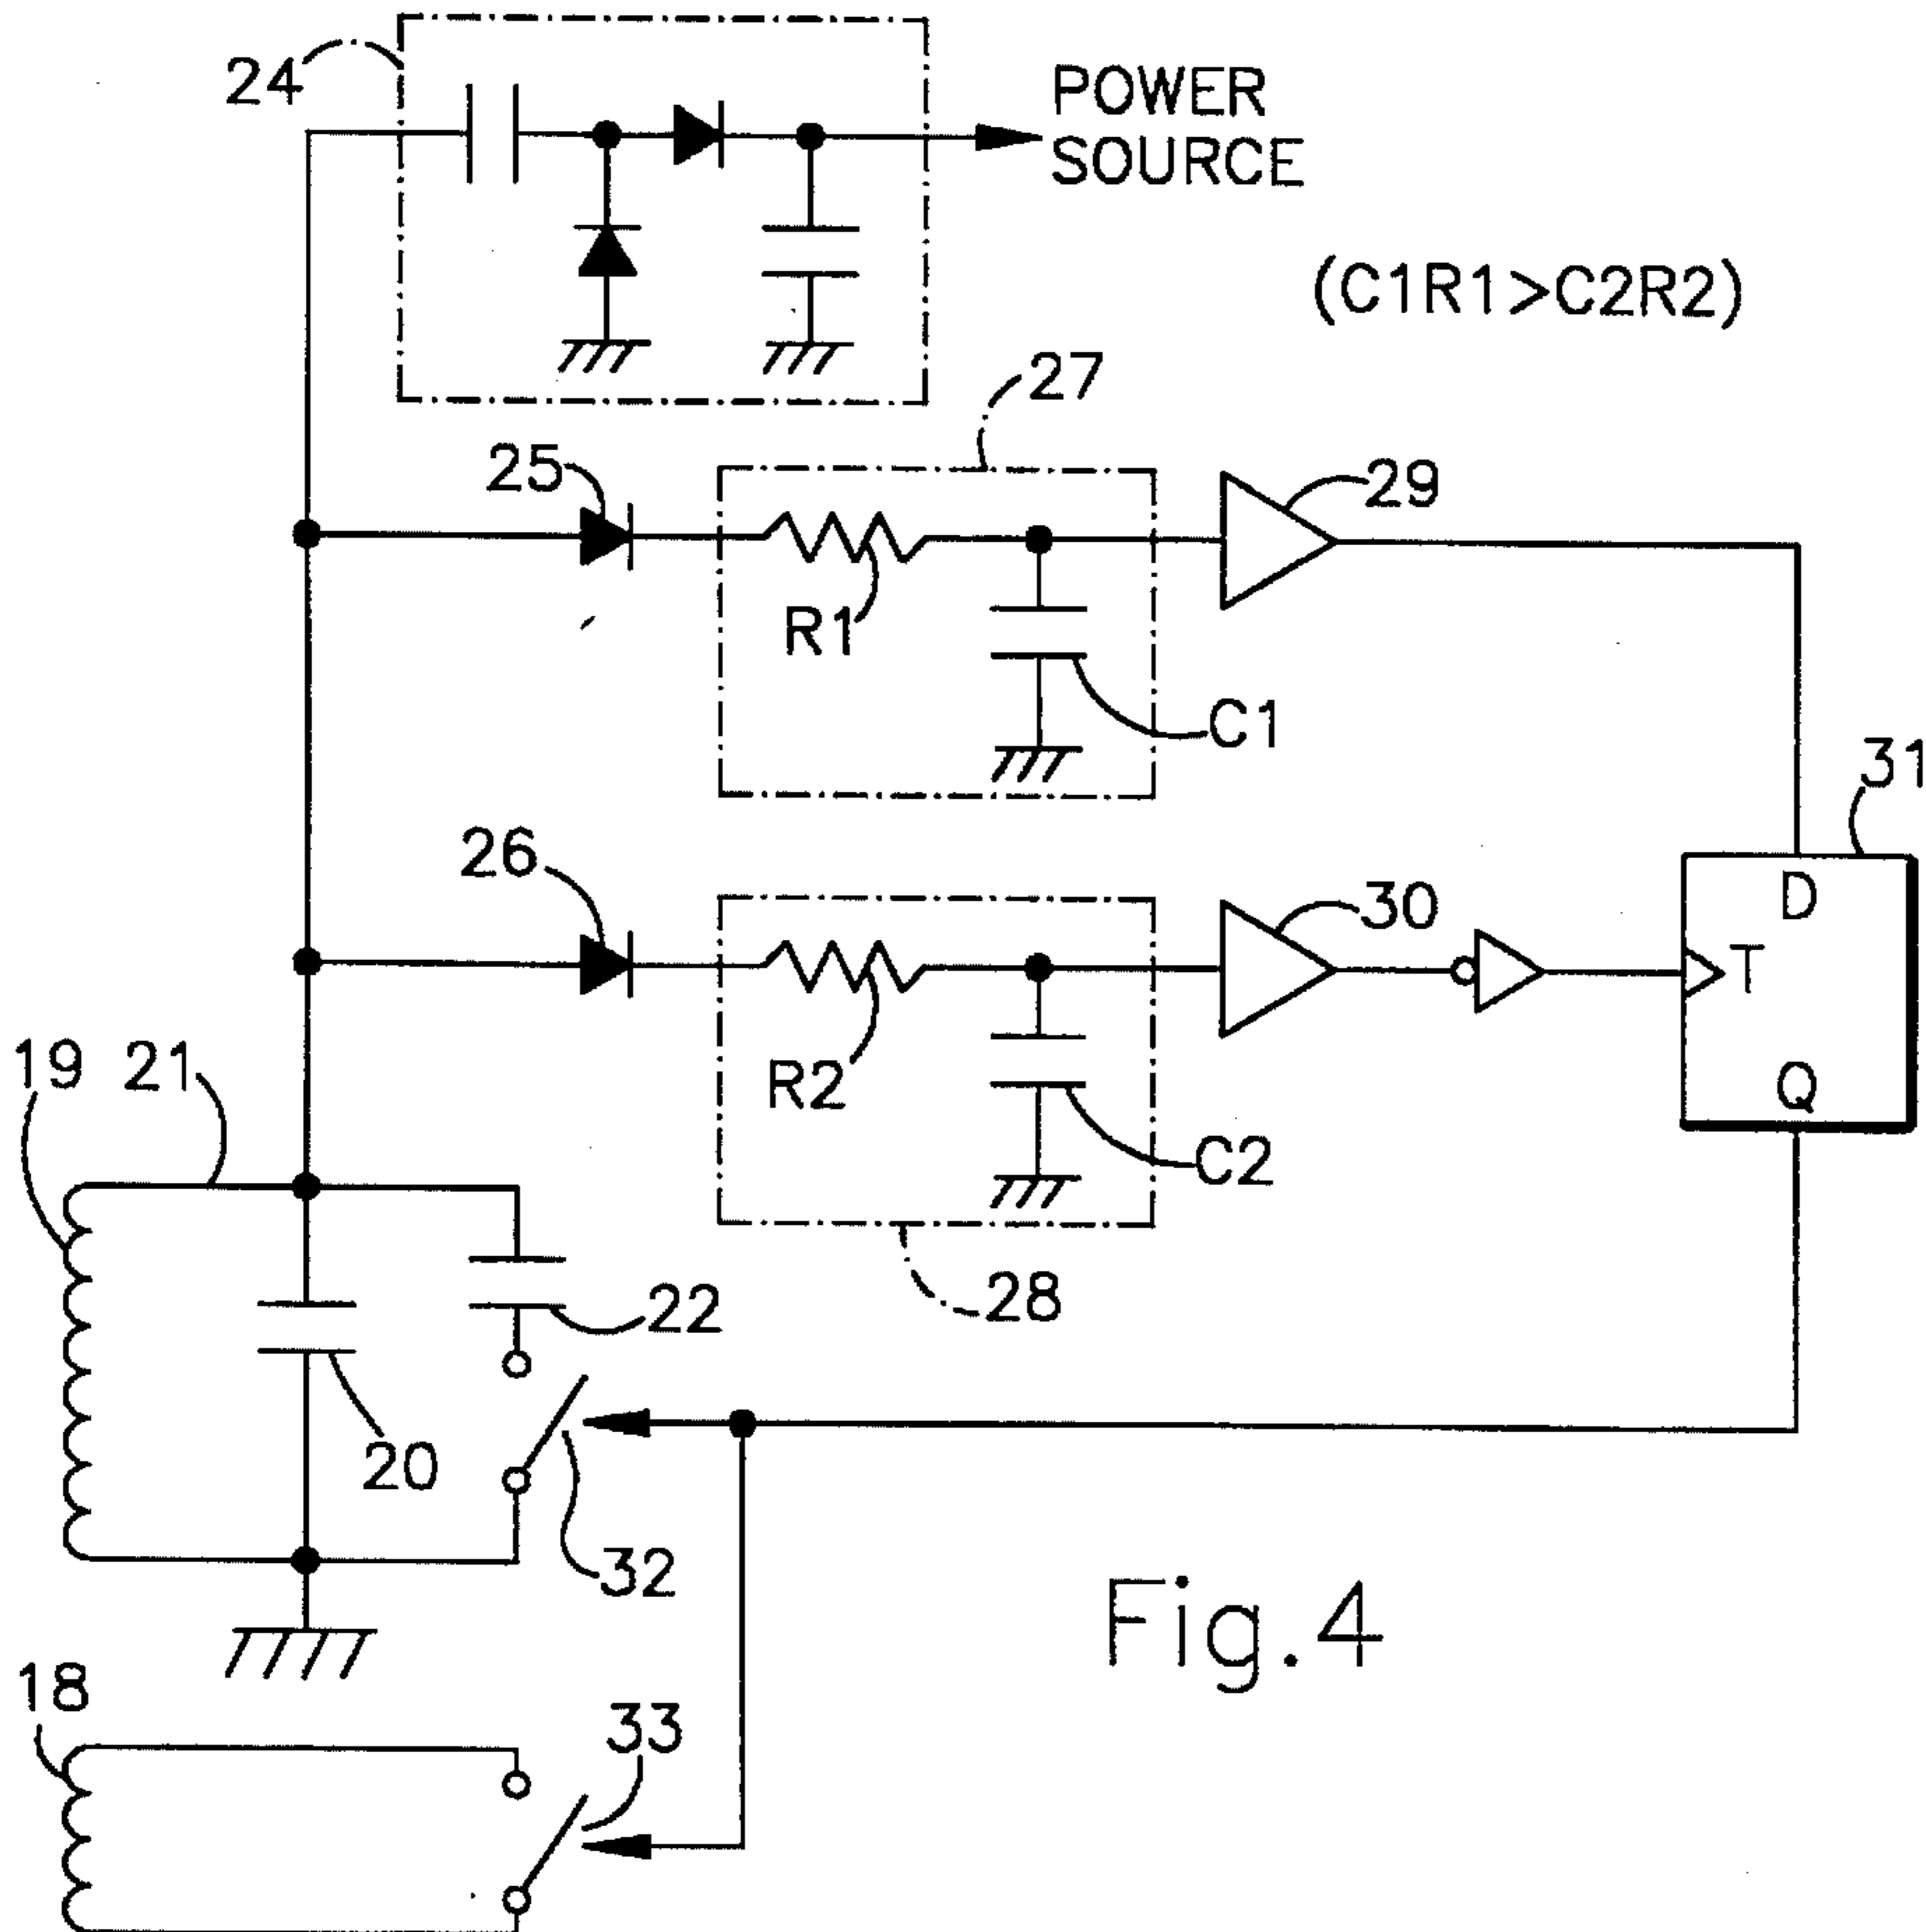 24
POWER
SOURCE
(C1R1>C2R2)
27
25
29
R1
C1
31
26
30
D
T
R2
Q
19 21
C2
22
28
20
32
Fig.4
18
33